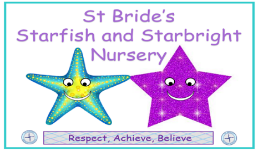 St Bride's
Starfish and Starbright
Nursery
Respect, Achieve, Believe